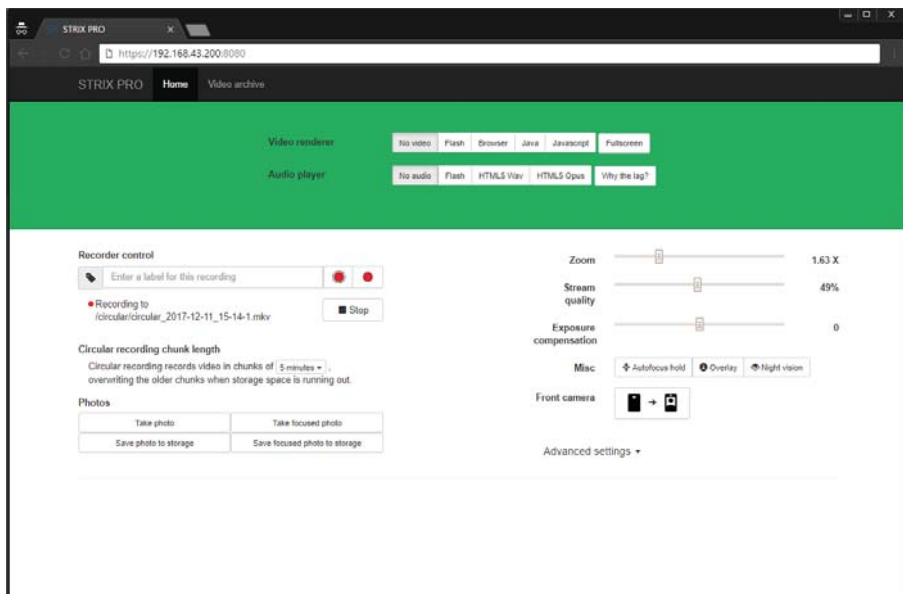 STRIX PRO
https://192.168.43.200:8080
STRIX PRO Home Video archive
Video renderer No video Flash Browser Java Javascript Fullscreen
Audio player No audio Flash HTML5 Wav HTML5 Opus Why the lag?
Recorder control
Enter a label for this recording
Recording to
/circular/circular_2017-12-11_15-14-1.mkv
Stop
Circular recording chunk length
Circular recording records video in chunks of 5 minutes ,
overwriting the older chunks when storage space is running out.
Photos
Take photo Take focused photo
Save photo to storage Save focused photo to storage
Zoom 1.63 X
Stream
quality 49%
Exposure
compensation 0
Misc Autofocus hold Overlay Night vision
Front camera
Advanced settings